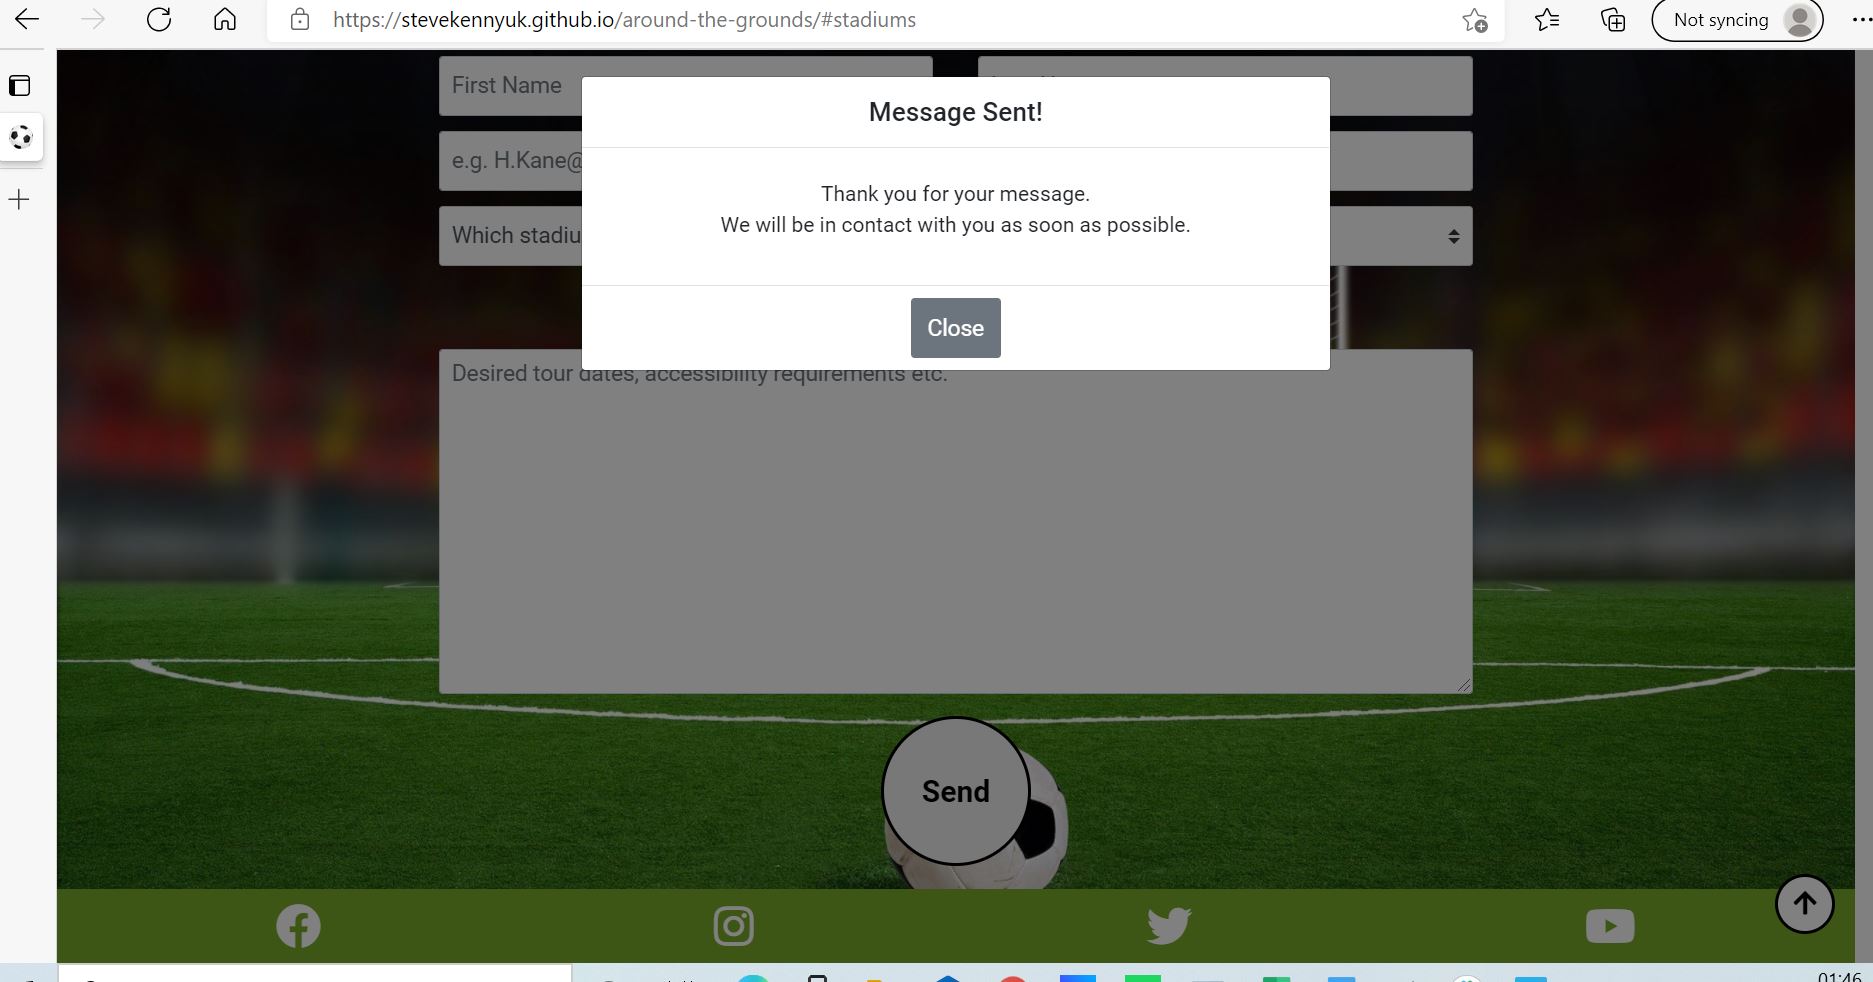 https://stevekennyuk.github.io/around-the-grounds/#stadiums
Not syncing
First Name
Message Sent!
e.g. H.Kane@
Thank you for your message.
We will be in contact with you as soon as possible.
Which stadiu
Close
Desired tour dates, accessibility requirements etc.
Send
01:46